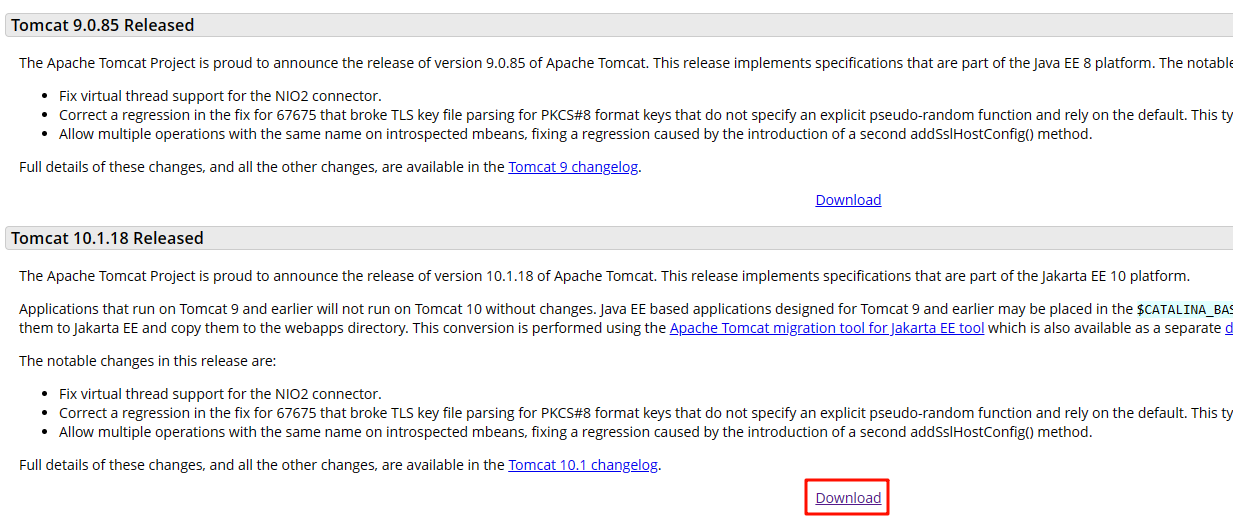 Tomcat 9.0.85 Released
The Apache Tomcat Project is proud to announce the release of version 9.0.85 of Apache Tomcat. This release implements specifications that are part of the Java EE 8 platform. The notable
Fix virtual thread support for the NIO2 connector.
Correct a regression in the fix for 67675 that broke TLS key file parsing for PKCS#8 format keys that do not specify an explicit pseudo-random function and rely on the default. This ty
Allow multiple operations with the same name on introspected mbeans, fixing a regression caused by the introduction of a second addSslHostConfig() method.
Full details of these changes, and all the other changes, are available in the Tomcat 9 changelog.
Download
Tomcat 10.1.18 Released
The Apache Tomcat Project is proud to announce the release of version 10.1.18 of Apache Tomcat. This release implements specifications that are part of the Jakarta EE 10 platform.
Applications that run on Tomcat 9 and earlier will not run on Tomcat 10 without changes. Java EE based applications designed for Tomcat 9 and earlier may be placed in the $CATALINA_BAS
them to Jakarta EE and copy them to the webapps directory. This conversion is performed using the Apache Tomcat migration tool for Jakarta EE tool which is also available as a separate d
The notable changes in this release are:
Fix virtual thread support for the NIO2 connector.
Correct a regression in the fix for 67675 that broke TLS key file parsing for PKCS#8 format keys that do not specify an explicit pseudo-random function and rely on the default. This ty
Allow multiple operations with the same name on introspected mbeans, fixing a regression caused by the introduction of a second addSslHostConfig() method.
Full details of these changes, and all the other changes, are available in the Tomcat 10.1 changelog.
Download